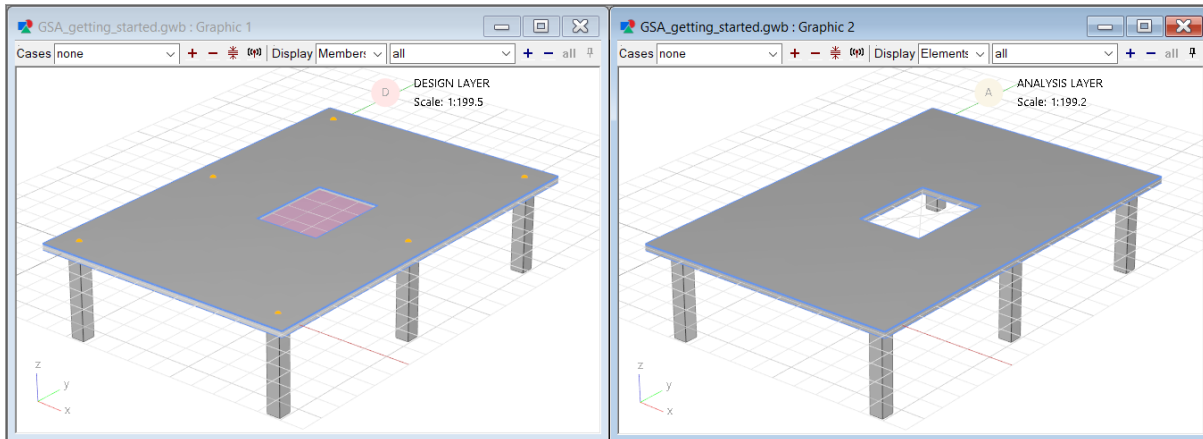 GSA_getting_started.gwb : Graphic 1
Cases none Display Members all
D DESIGN LAYER
Scale: 1:199.5
z
y
x
GSA_getting_started.gwb : Graphic 2
Cases none Display Elements all all
A ANALYSIS LAYER
Scale: 1:199.2
z
y
x